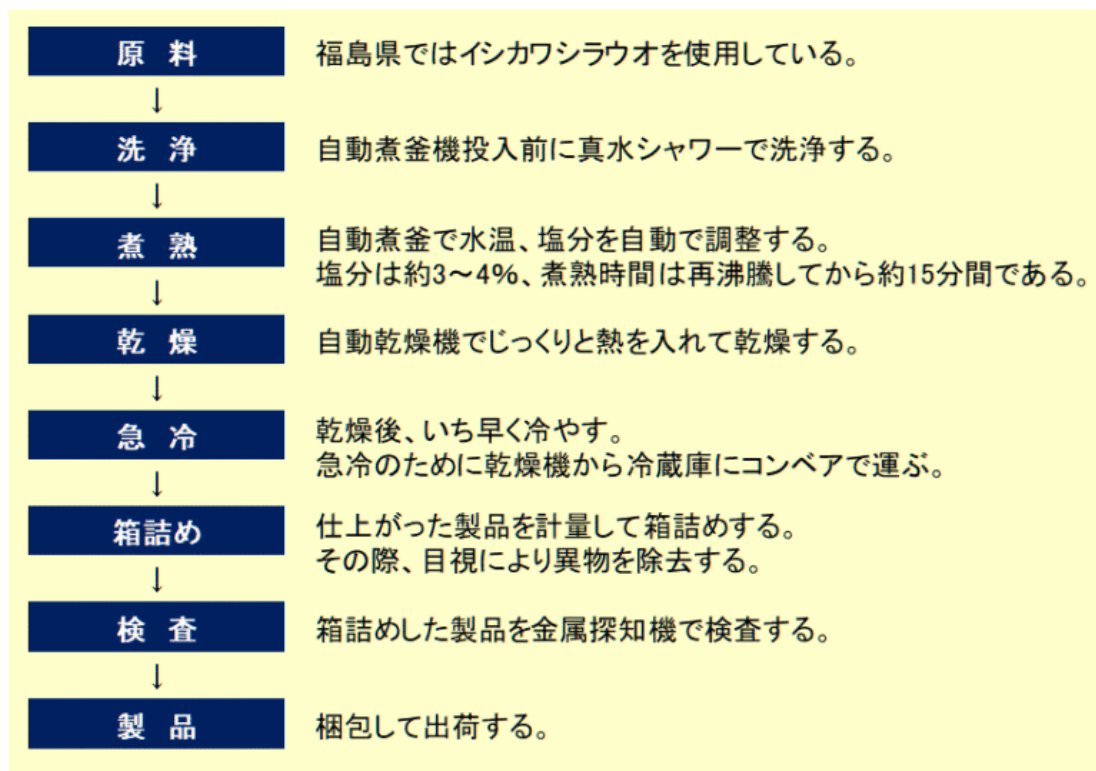 原 料
福島県ではイシカワシラウオを使用している。
↓
洗 浄
自動煮釜機投入前に真水シャワーで洗浄する。
↓
煮 熟
自動煮釜で水温、塩分を自動で調整する。
塩分は約3～4%、煮熟時間は再沸騰してから約15分間である。
↓
乾 燥
自動乾燥機でじっくりと熱を入れて乾燥する。
↓
急 冷
乾燥後、いち早く冷やす。
急冷のために乾燥機から冷蔵庫にコンベアで運ぶ。
↓
箱詰め
仕上がった製品を計量して箱詰めする。
その際、目視により異物を除去する。
↓
検 査
箱詰めした製品を金属探知機で検査する。
↓
製 品
梱包して出荷する。